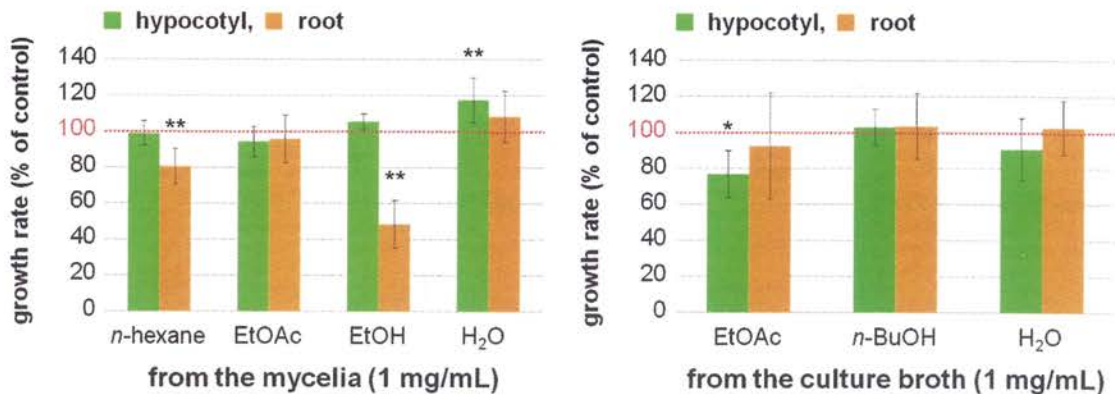 hypocotyl, root
growth rate (% of control)
140
120
100
80
60
40
20
0
**
**
**
n-hexane EtOAc EtOH H₂O
from the mycelia (1 mg/mL)
hypocotyl, root
growth rate (% of control)
140
120
100
80
60
40
20
0
*
EtOAc n-BuOH H₂O
from the culture broth (1 mg/mL)